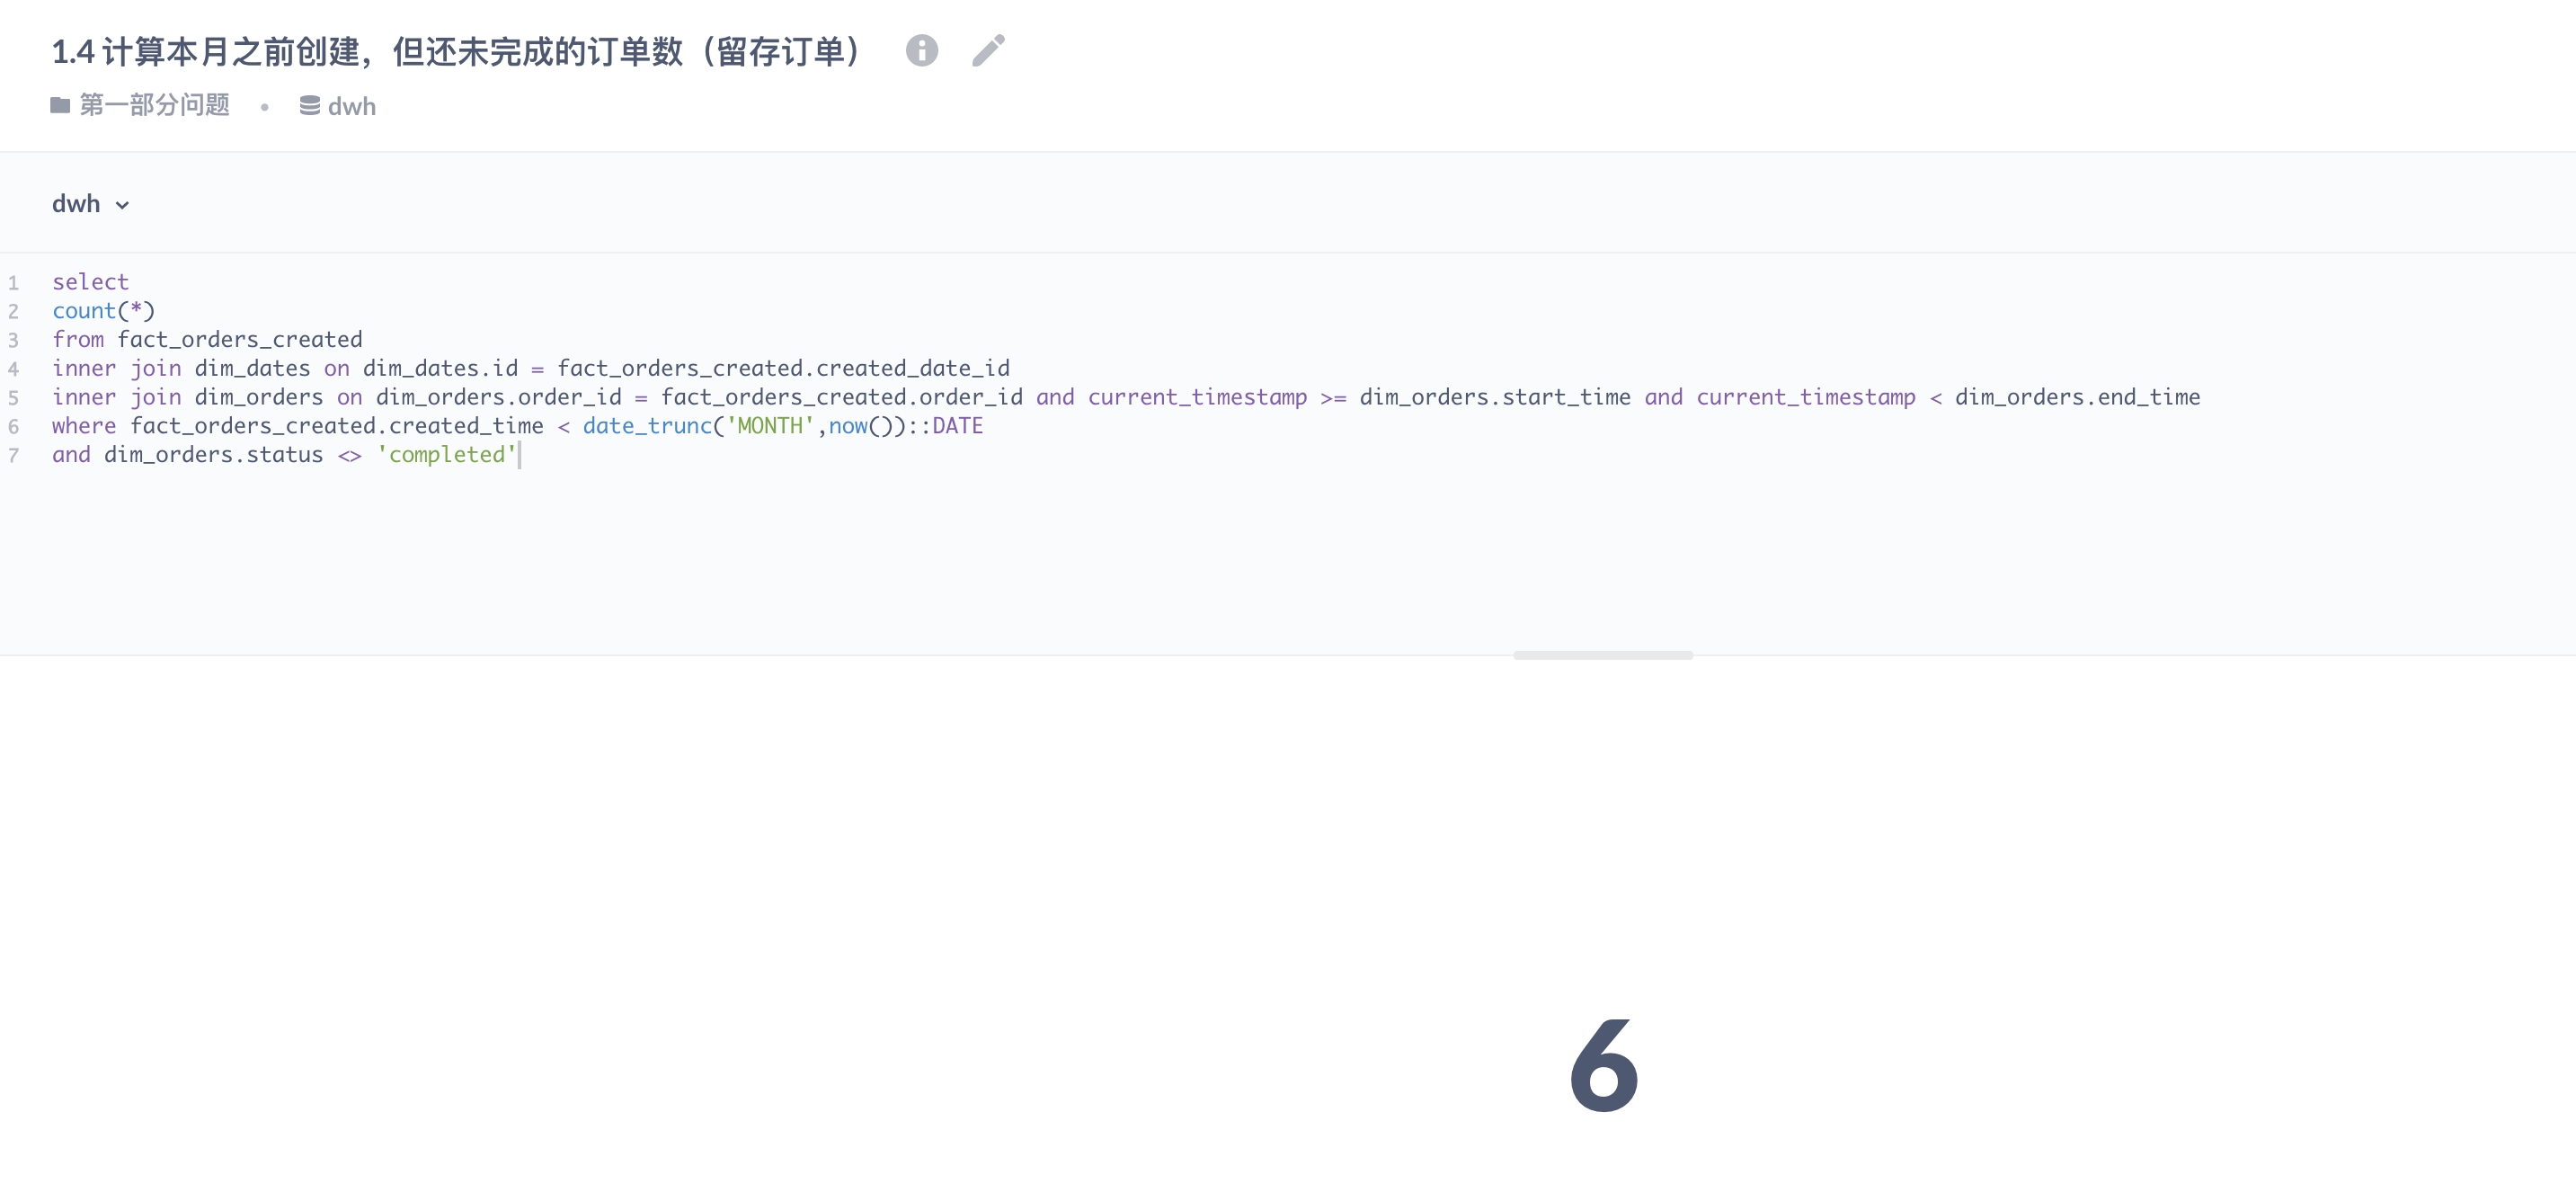 1.4 计算本月之前创建，但还未完成的订单数（留存订单）
第一部分问题 • dwh
dwh
1 select
2 count(*)
3 from fact_orders_created
4 inner join dim_dates on dim_dates.id = fact_orders_created.created_date_id
5 inner join dim_orders on dim_orders.order_id = fact_orders_created.order_id and current_timestamp >= dim_orders.start_time and current_timestamp < dim_orders.end_time
6 where fact_orders_created.created_time < date_trunc('MONTH',now())::DATE
7 and dim_orders.status <> 'completed'
6